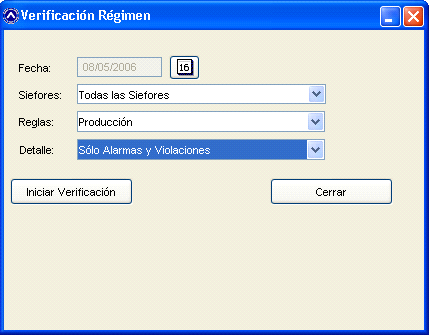 Verificación Régimen
Fecha: 08/05/2006 16
Siefores: Todas las Siefores
Reglas: Producción
Detalle: Sólo Alarmas y Violaciones
Iniciar Verificación Cerrar